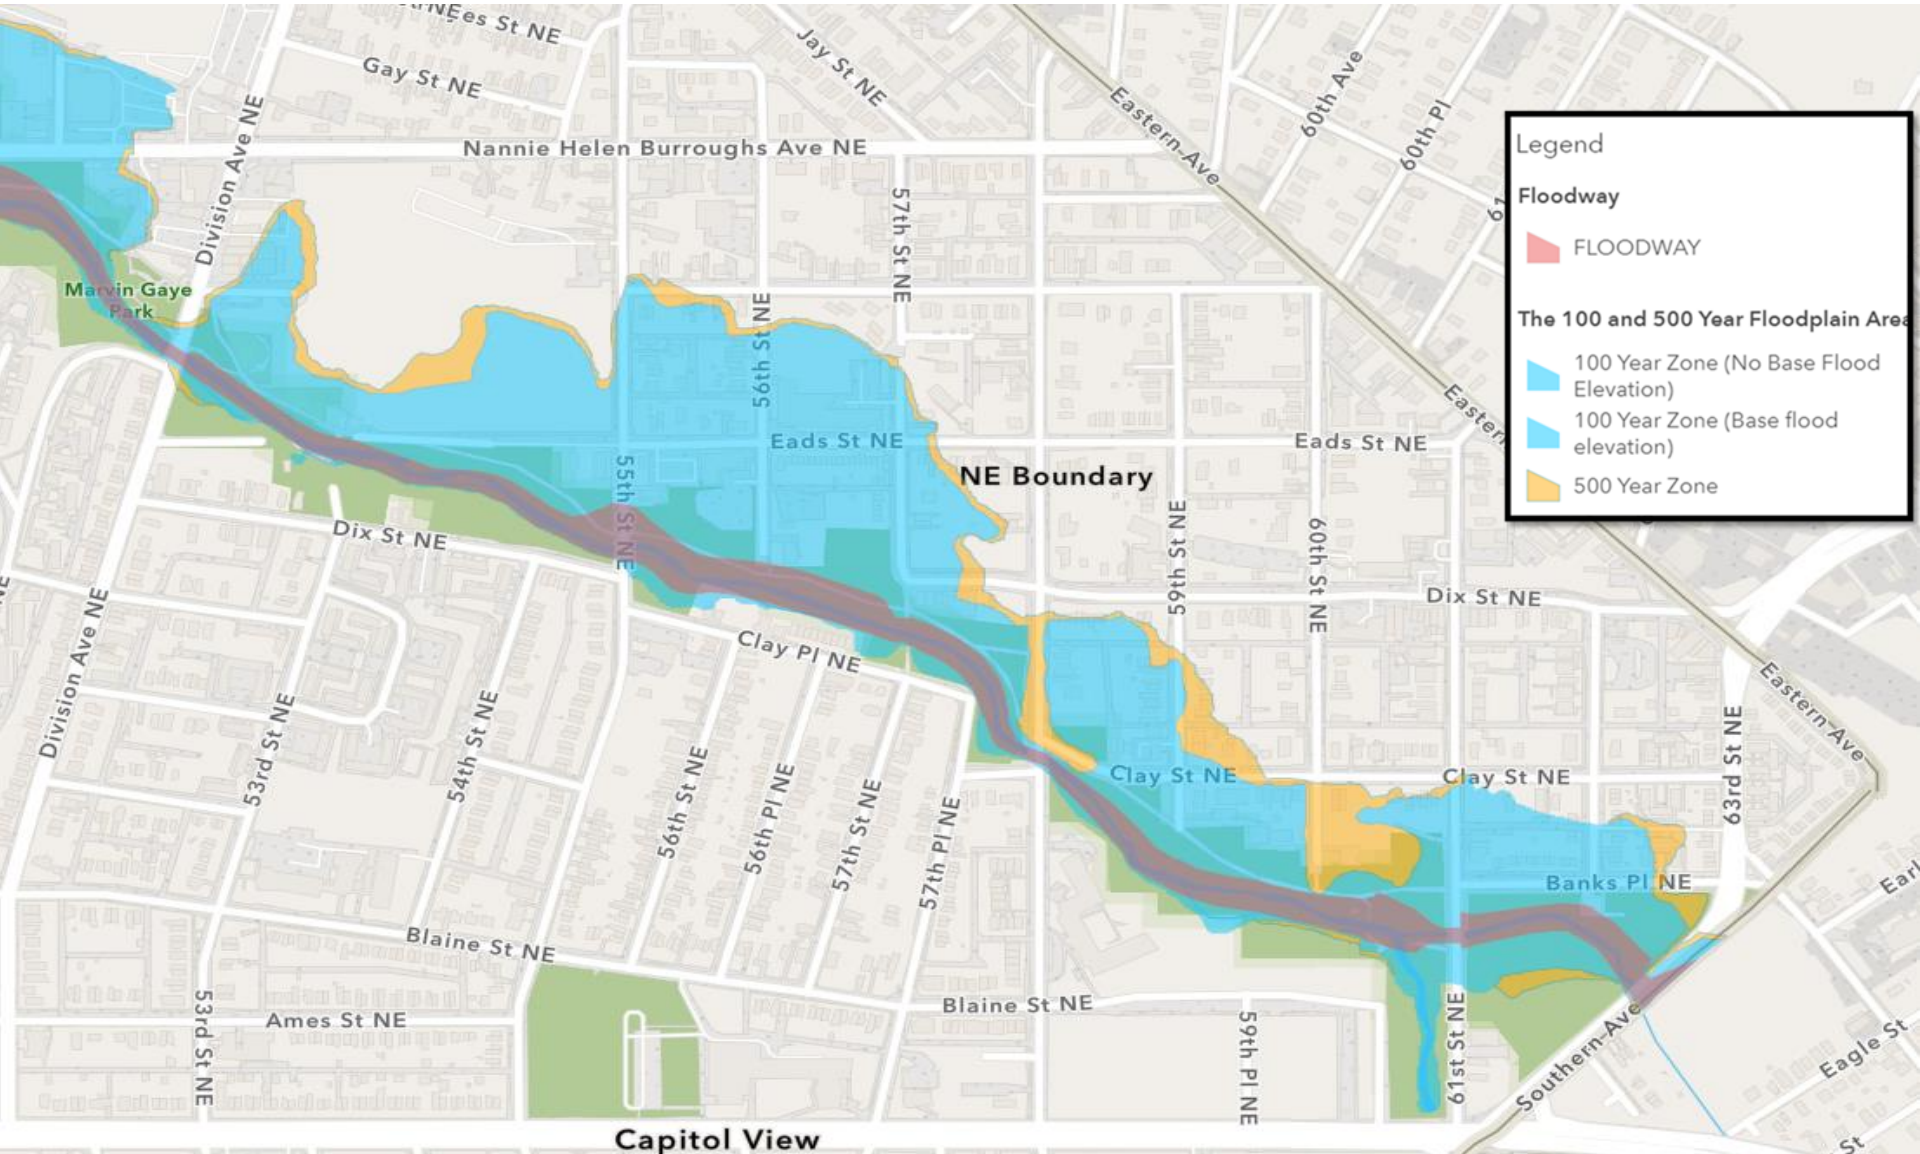 ees St NE
Gay St NE
Jay St NE
Nannie Helen Burroughs Ave NE
Division Ave NE
57th St NE
Eastern Ave
60th Ave
60th Pl
61
Marvin Gaye
Park
56th St NE
Eads St NE
Eads St NE
Eastern
NE Boundary
55th St NE
Dix St NE
59th St NE
60th St NE
Dix St NE
Clay Pl NE
Division Ave NE
53rd St NE
54th St NE
56th St NE
56th Pl NE
57th St NE
57th Pl NE
Clay St NE
Clay St NE
63rd St NE
Eastern Ave
Banks Pl NE
Earl
Blaine St NE
Blaine St NE
53rd St NE
Ames St NE
59th Pl NE
61st St NE
Southern Ave
Eagle St
St
Capitol View
Legend
Floodway
FLOODWAY
The 100 and 500 Year Floodplain Area
100 Year Zone (No Base Flood
Elevation)
100 Year Zone (Base flood
elevation)
500 Year Zone